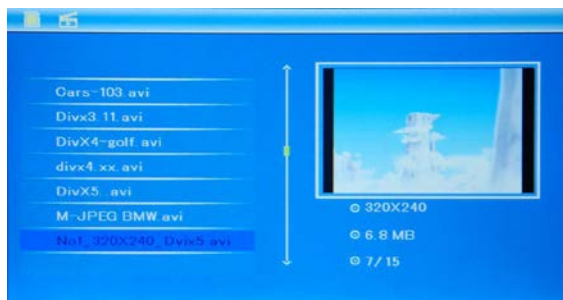 Cars-103.avi
Divx3.11.avi
DivX4-golf.avi
divx4.xx.avi
DivX5..avi
M-JPEG BMW.avi
No1_320X240_Dvix5.avi
320X240
6.8 MB
7/15